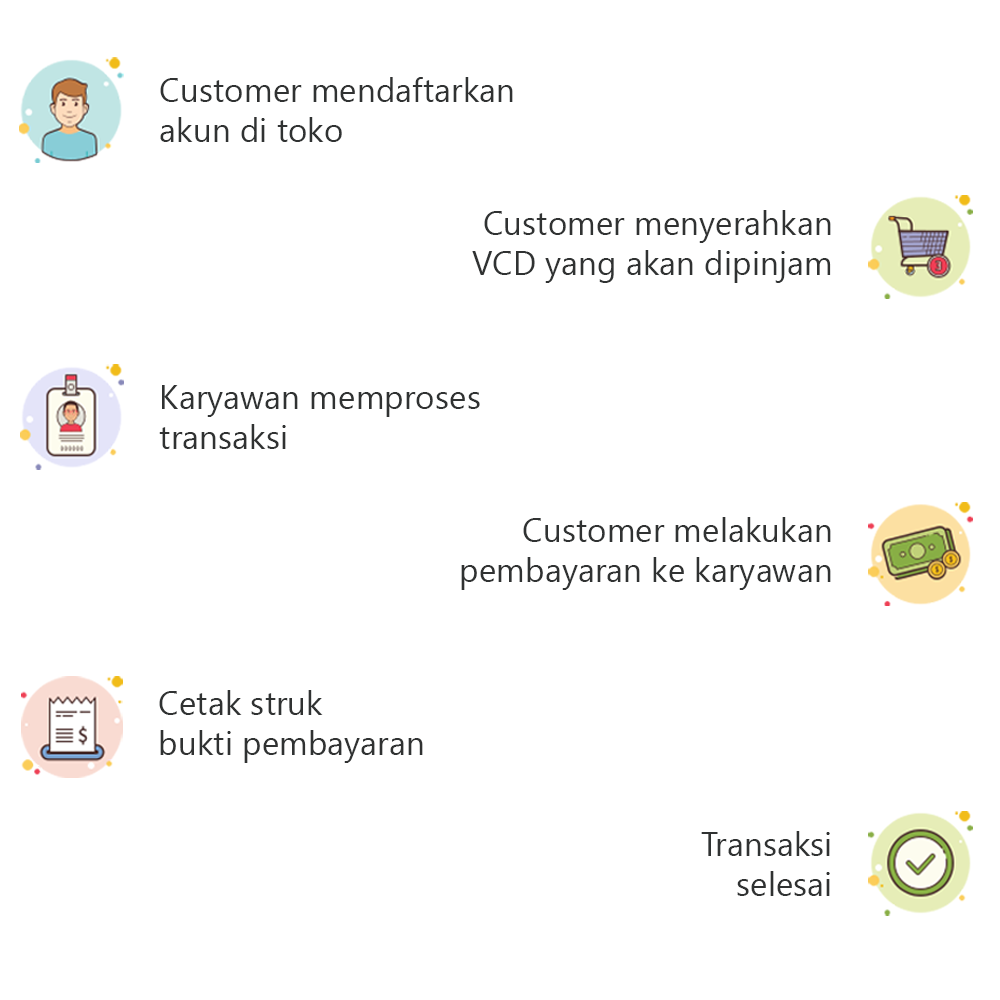 Customer mendaftarkan
akun di toko
Customer menyerahkan
VCD yang akan dipinjam
Karyawan memproses
transaksi
Customer melakukan
pembayaran ke karyawan
Cetak struk
bukti pembayaran
Transaksi
selesai